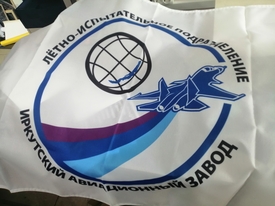 ЛЁТНО-ИСПЫТАТЕЛЬНОЕ ПОДРАЗДЕЛЕНИЕ
ИРКУТСКИЙ АВИАЦИОННЫЙ ЗАВОД